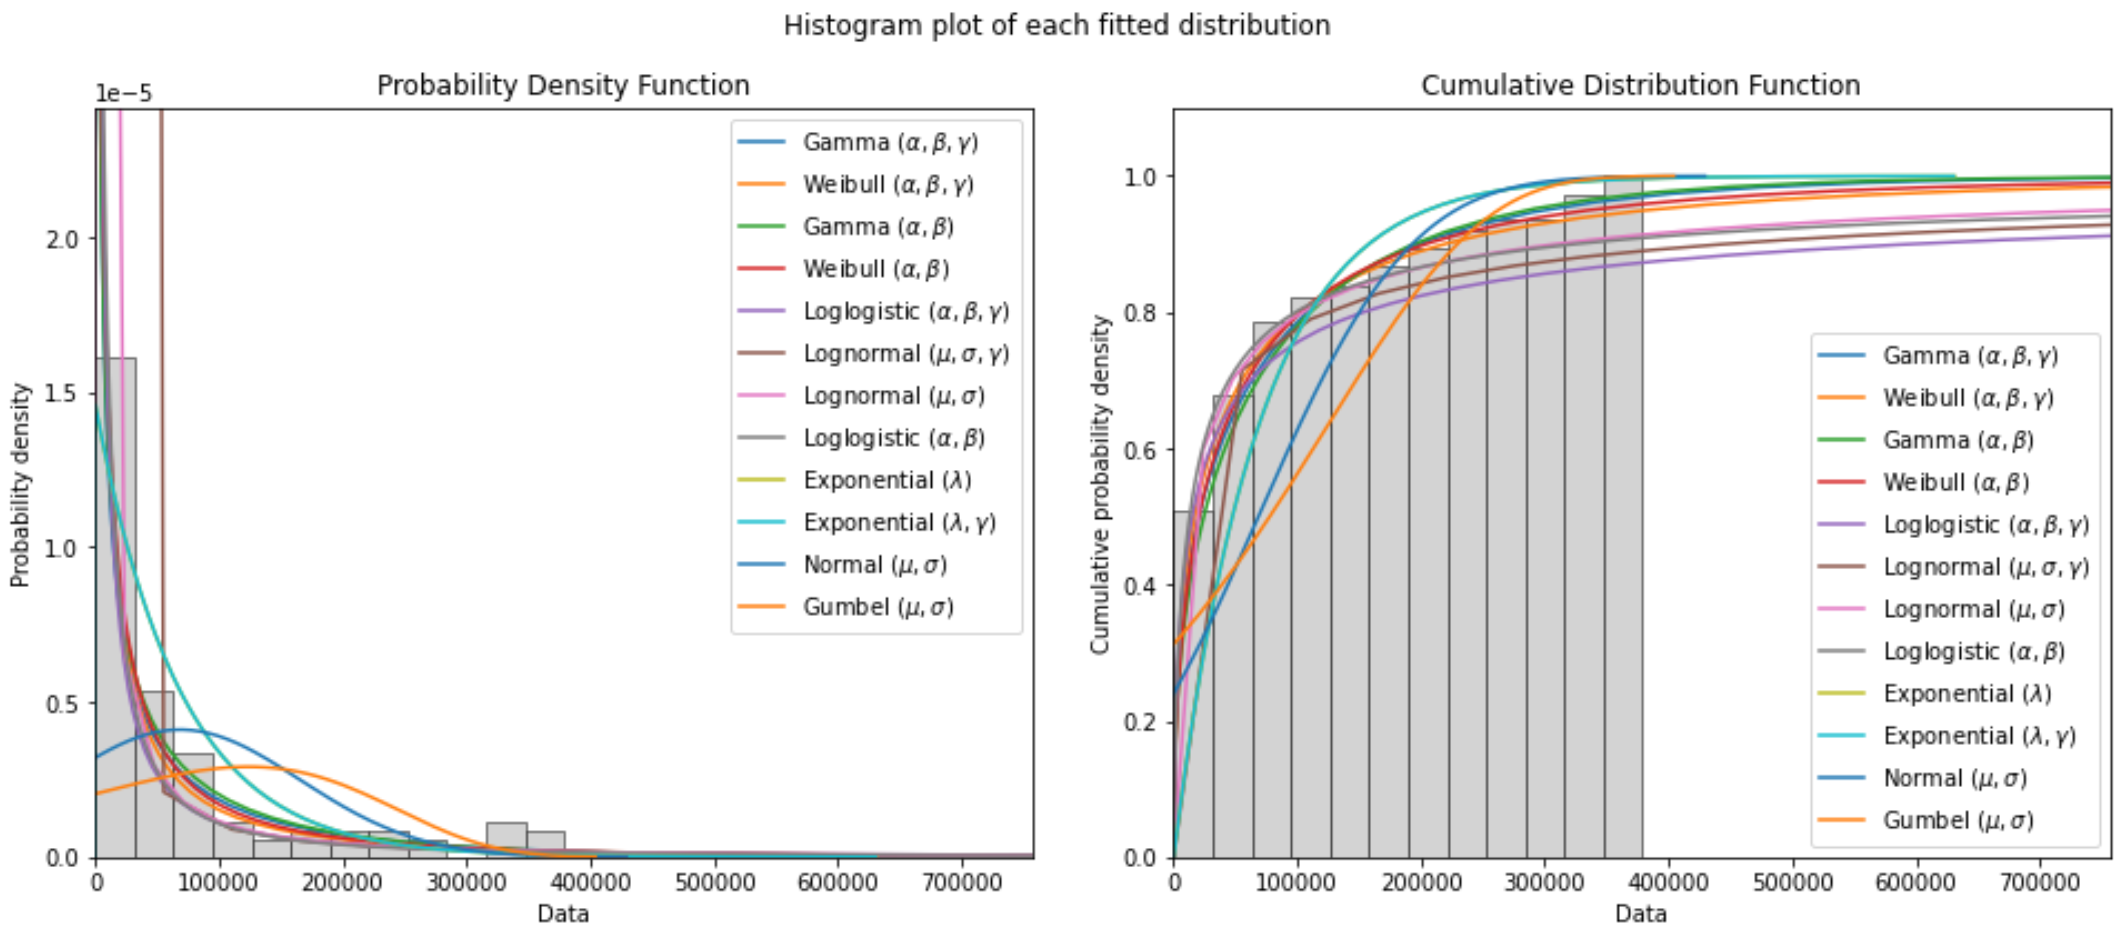 Histogram plot of each fitted distribution
Probability Density Function
1e−5
2.0
1.5
1.0
0.5
0.0
Probability density
0 100000 200000 300000 400000 500000 600000 700000
Data
Gamma (α, β, γ)
Weibull (α, β, γ)
Gamma (α, β)
Weibull (α, β)
Loglogistic (α, β, γ)
Lognormal (μ, σ, γ)
Lognormal (μ, σ)
Loglogistic (α, β)
Exponential (λ)
Exponential (λ, γ)
Normal (μ, σ)
Gumbel (μ, σ)
Cumulative Distribution Function
1.0
0.8
0.6
0.4
0.2
0.0
Cumulative probability density
0 100000 200000 300000 400000 500000 600000 700000
Data
Gamma (α, β, γ)
Weibull (α, β, γ)
Gamma (α, β)
Weibull (α, β)
Loglogistic (α, β, γ)
Lognormal (μ, σ, γ)
Lognormal (μ, σ)
Loglogistic (α, β)
Exponential (λ)
Exponential (λ, γ)
Normal (μ, σ)
Gumbel (μ, σ)